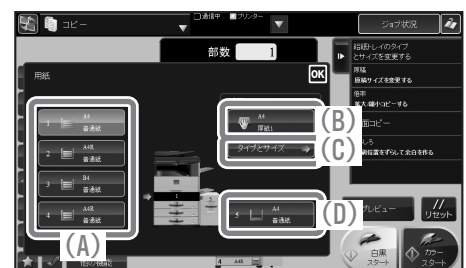 コピー
通信中
プリンター
ジョブ状況
部数 1
用紙
OK
1 A4
普通紙
2 A4R
普通紙
3 B4
普通紙
4 A4R
普通紙
(A)
A4
厚紙1
(B)
タイプとサイズ
(C)
5 A4
普通紙
(D)
1
5
給紙トレイのタイプ
とサイズを変更する
原稿
原稿サイズを変更する
倍率
拡大/縮小コピーする
面コピー
しろ
位置をずらして余白を作る
プレビュー
リセット
白黒
スタート
カラー
スタート
他の機能
4 A4R